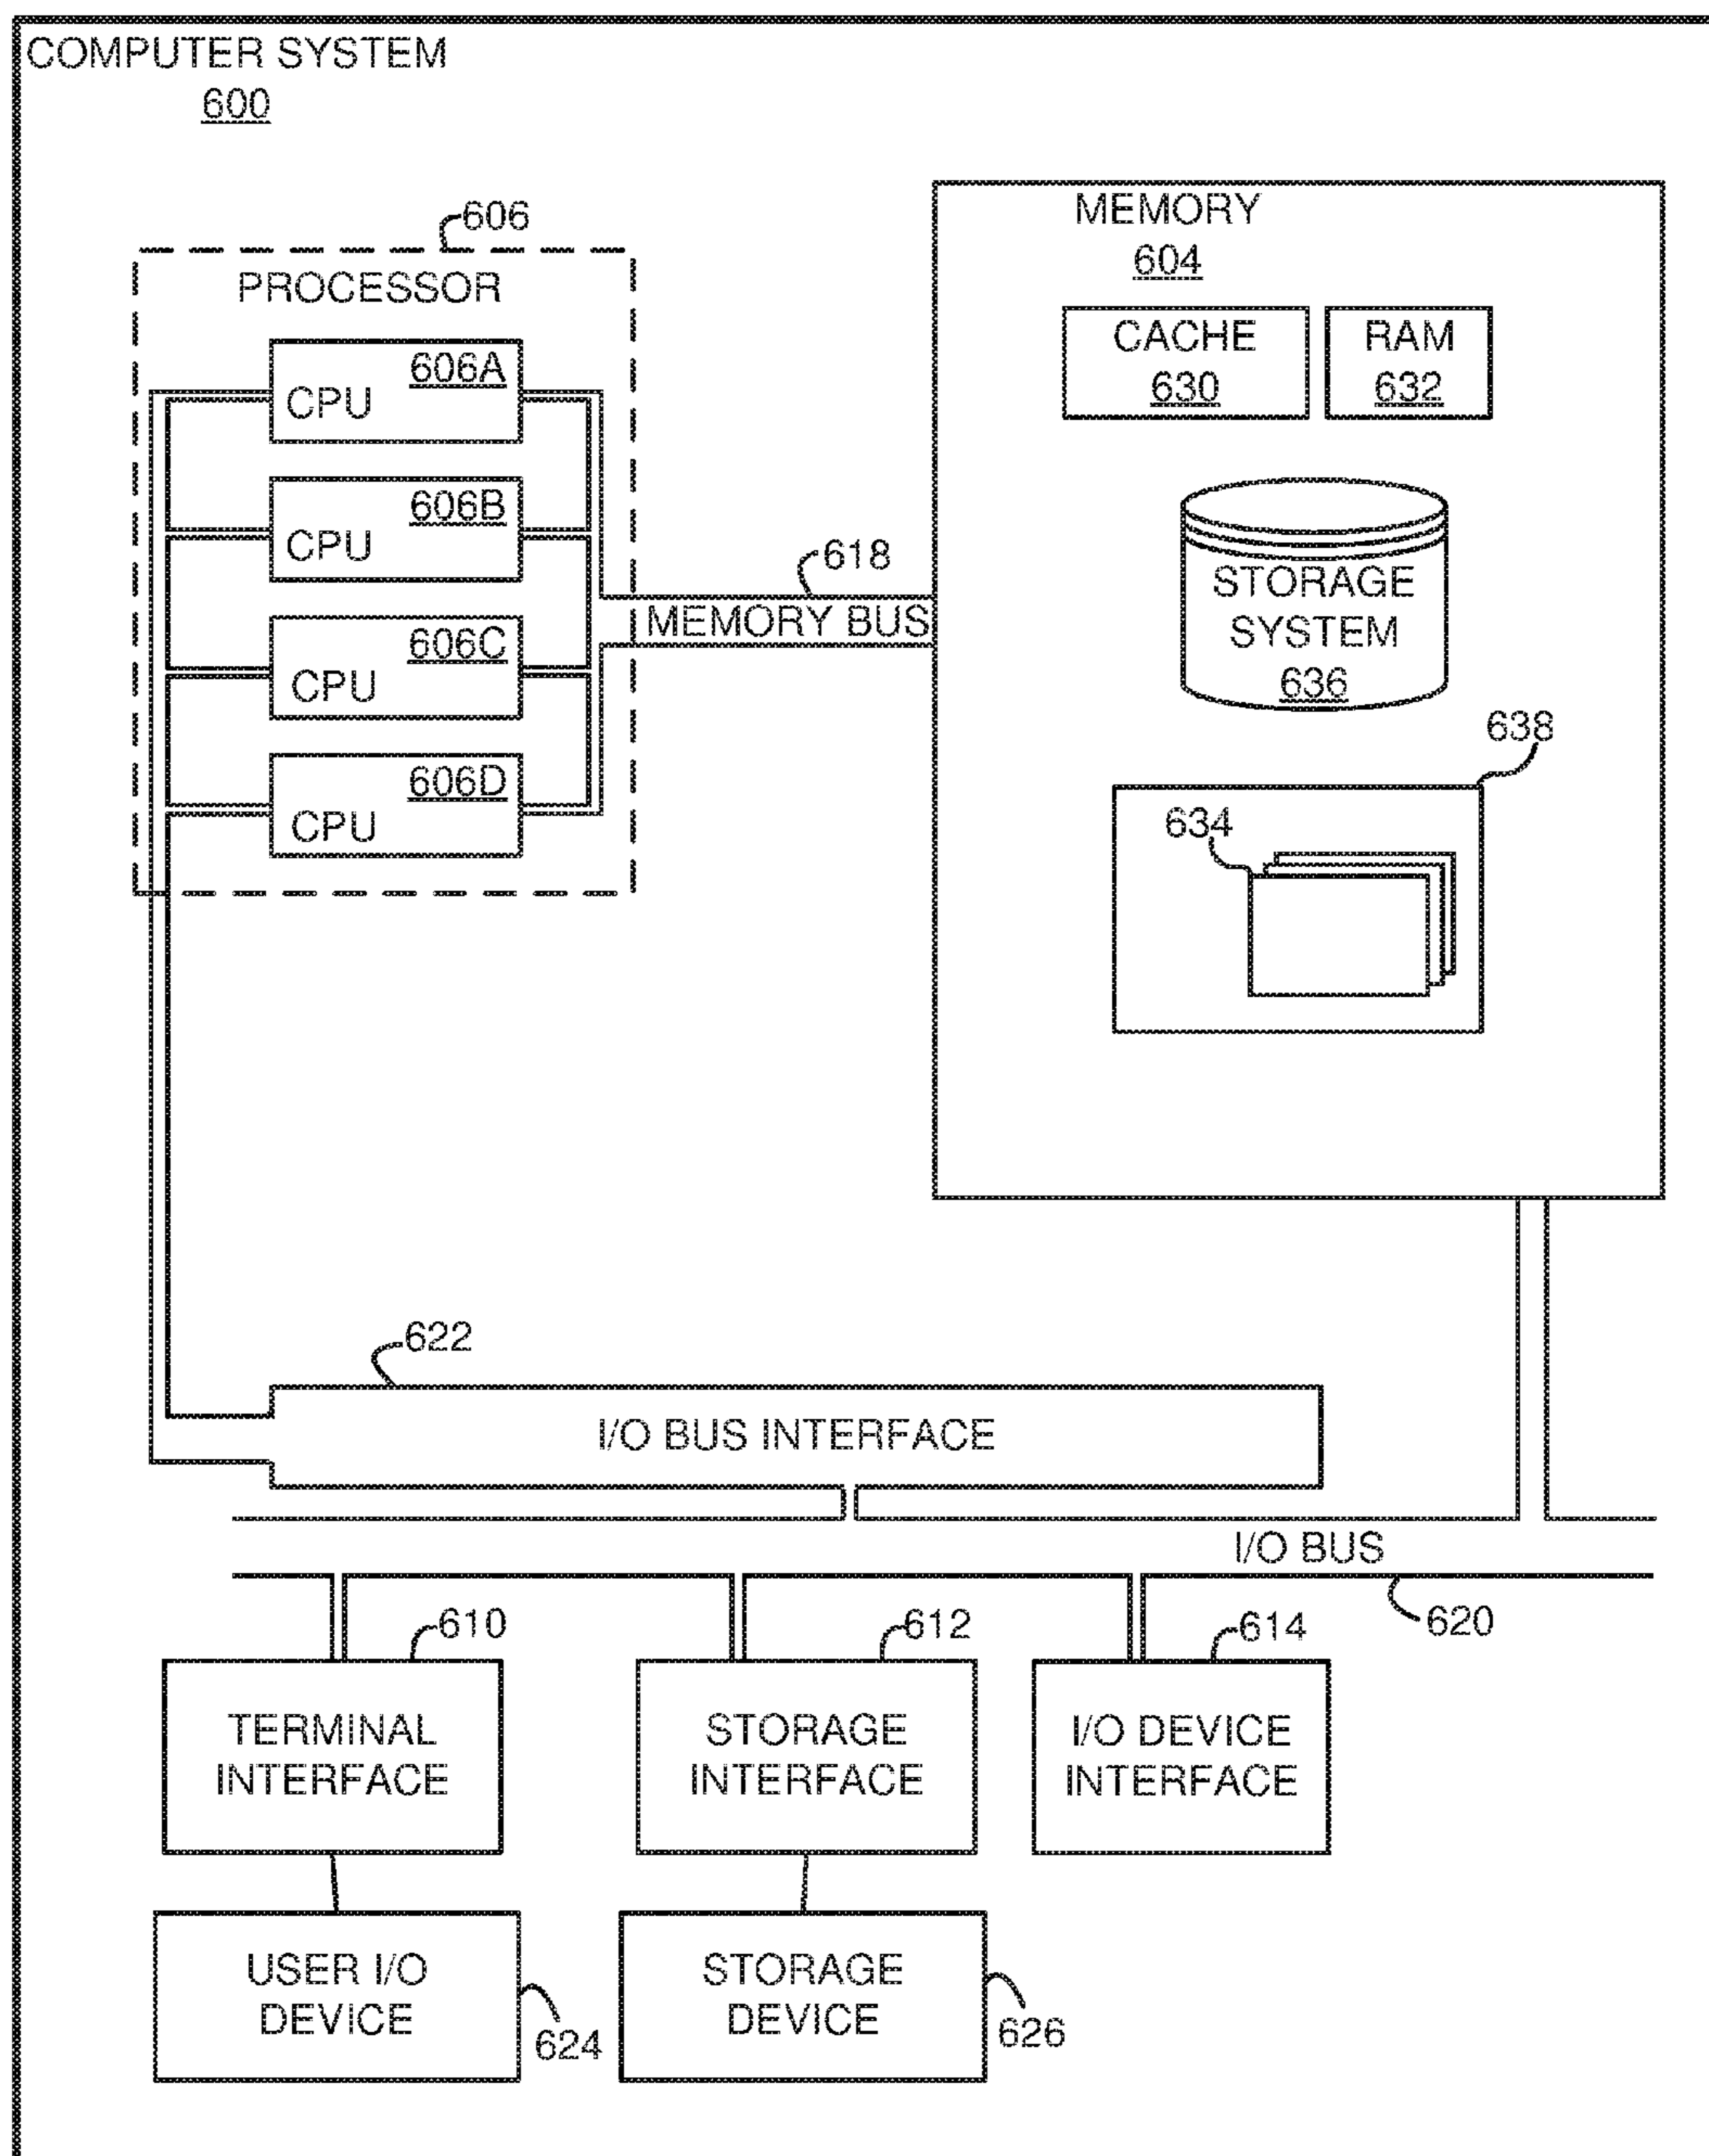 COMPUTER SYSTEM
600
606
PROCESSOR
606A
CPU
606B
CPU
606C
CPU
606D
CPU
618
MEMORY BUS
MEMORY
604
CACHE
630
RAM
632
STORAGE
SYSTEM
636
638
634
622
I/O BUS INTERFACE
I/O BUS
620
610
TERMINAL
INTERFACE
612
STORAGE
INTERFACE
614
I/O DEVICE
INTERFACE
USER I/O
DEVICE
624
STORAGE
DEVICE
626